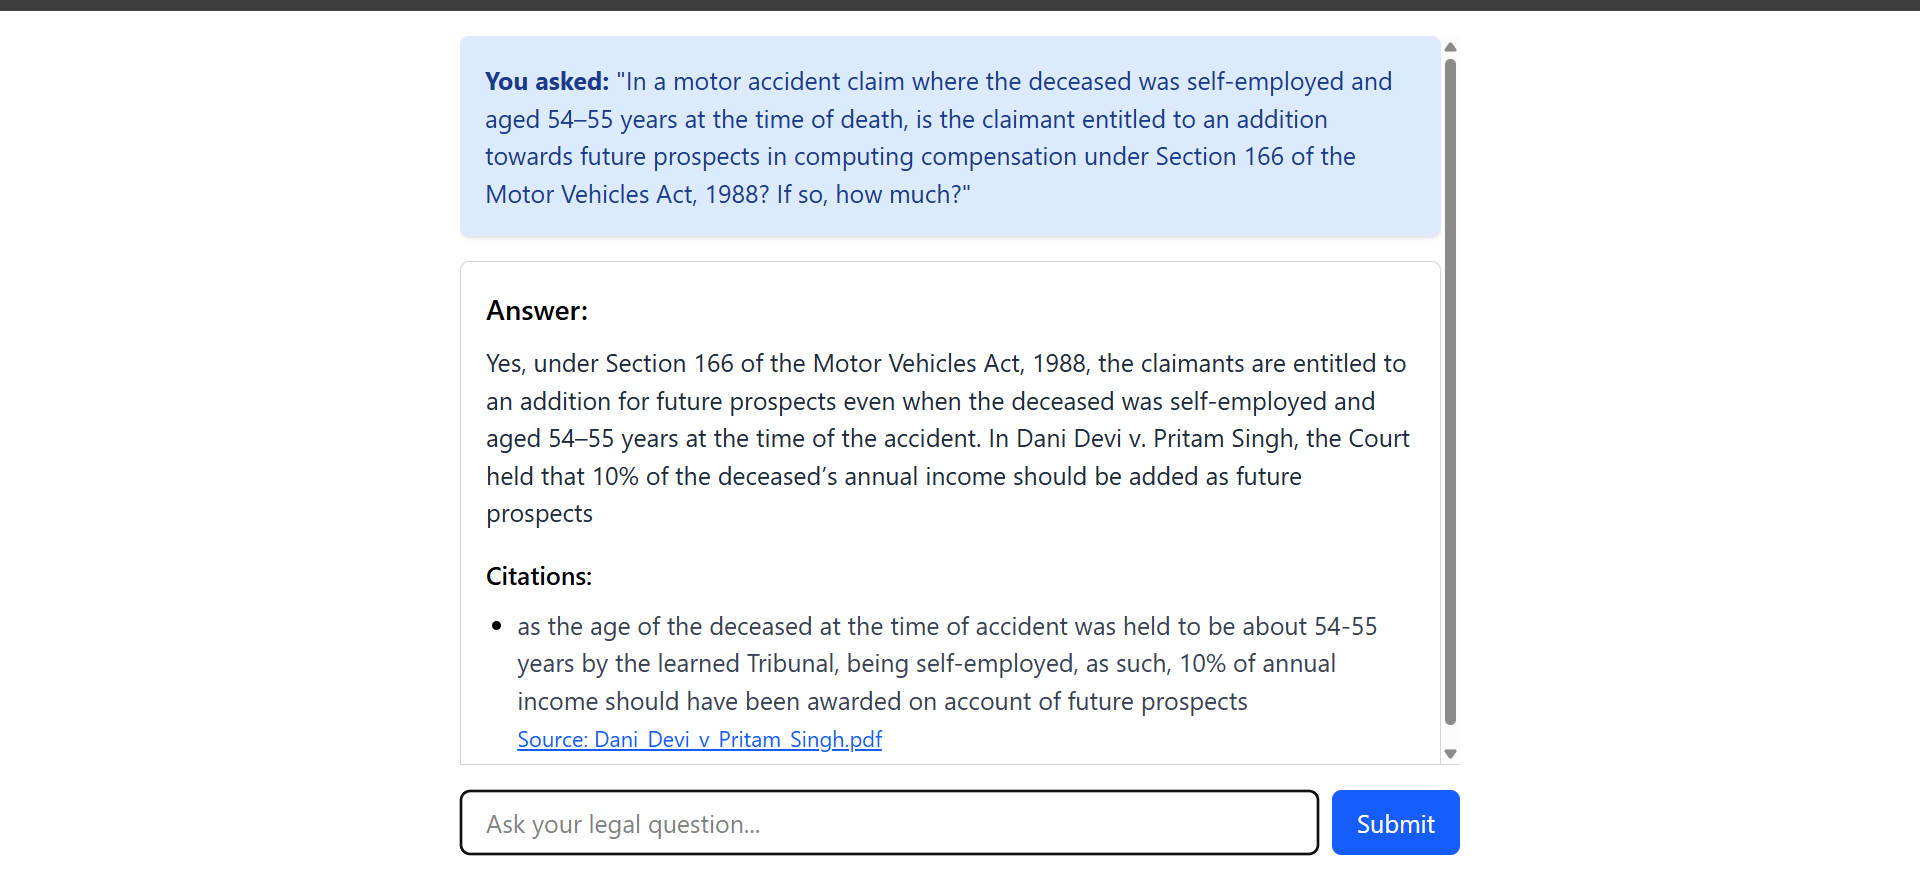 You asked: "In a motor accident claim where the deceased was self-employed and
aged 54–55 years at the time of death, is the claimant entitled to an addition
towards future prospects in computing compensation under Section 166 of the
Motor Vehicles Act, 1988? If so, how much?"
Answer:
Yes, under Section 166 of the Motor Vehicles Act, 1988, the claimants are entitled to
an addition for future prospects even when the deceased was self-employed and
aged 54–55 years at the time of the accident. In Dani Devi v. Pritam Singh, the Court
held that 10% of the deceased’s annual income should be added as future
prospects
Citations:
• as the age of the deceased at the time of accident was held to be about 54-55
years by the learned Tribunal, being self-employed, as such, 10% of annual
income should have been awarded on account of future prospects
Source: Dani_Devi_v_Pritam_Singh.pdf
Ask your legal question...
Submit